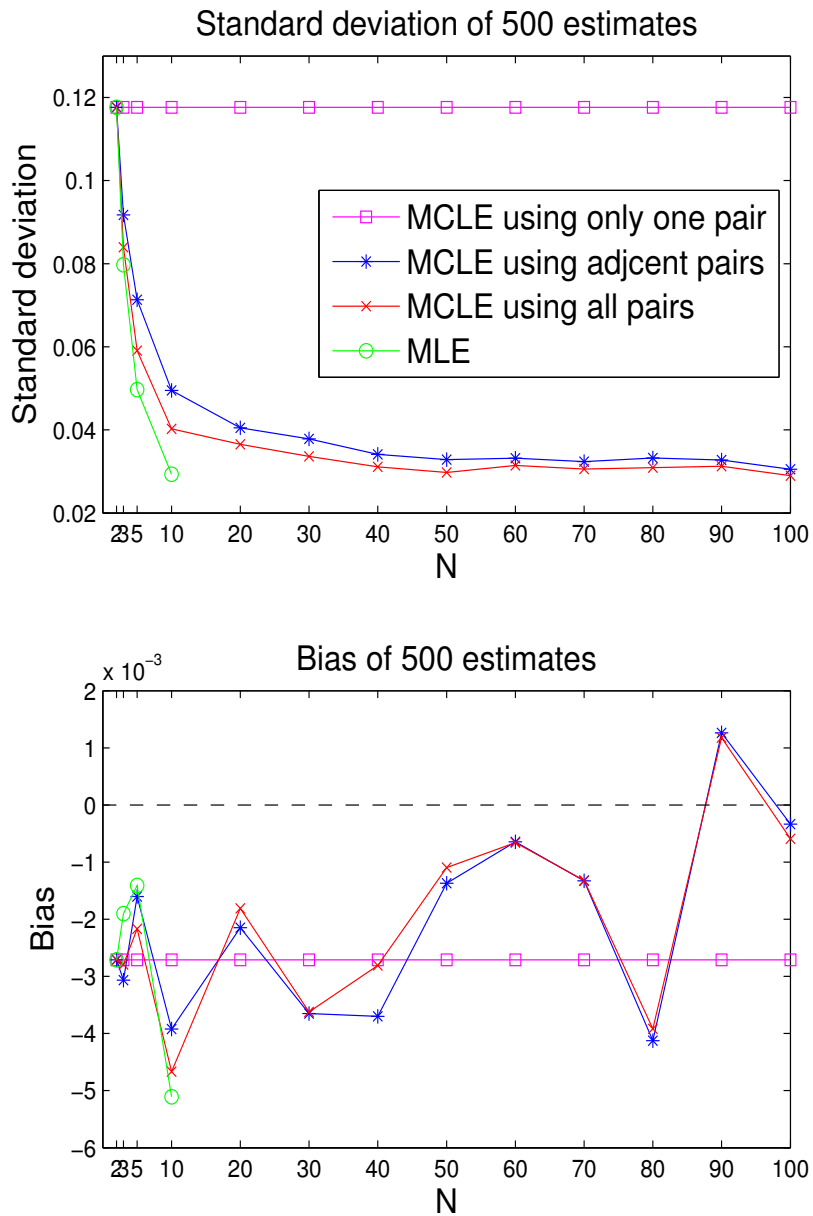 Standard deviation of 500 estimates
0.12
0.1
0.08
0.06
0.04
0.02
Standard deviation
MCLE using only one pair
MCLE using adjcent pairs
MCLE using all pairs
MLE
2 3 5 10 20 30 40 50 60 70 80 90 100
N
x 10⁻³
Bias of 500 estimates
2
1
0
−1
−2
−3
−4
−5
−6
Bias
2 3 5 10 20 30 40 50 60 70 80 90 100
N